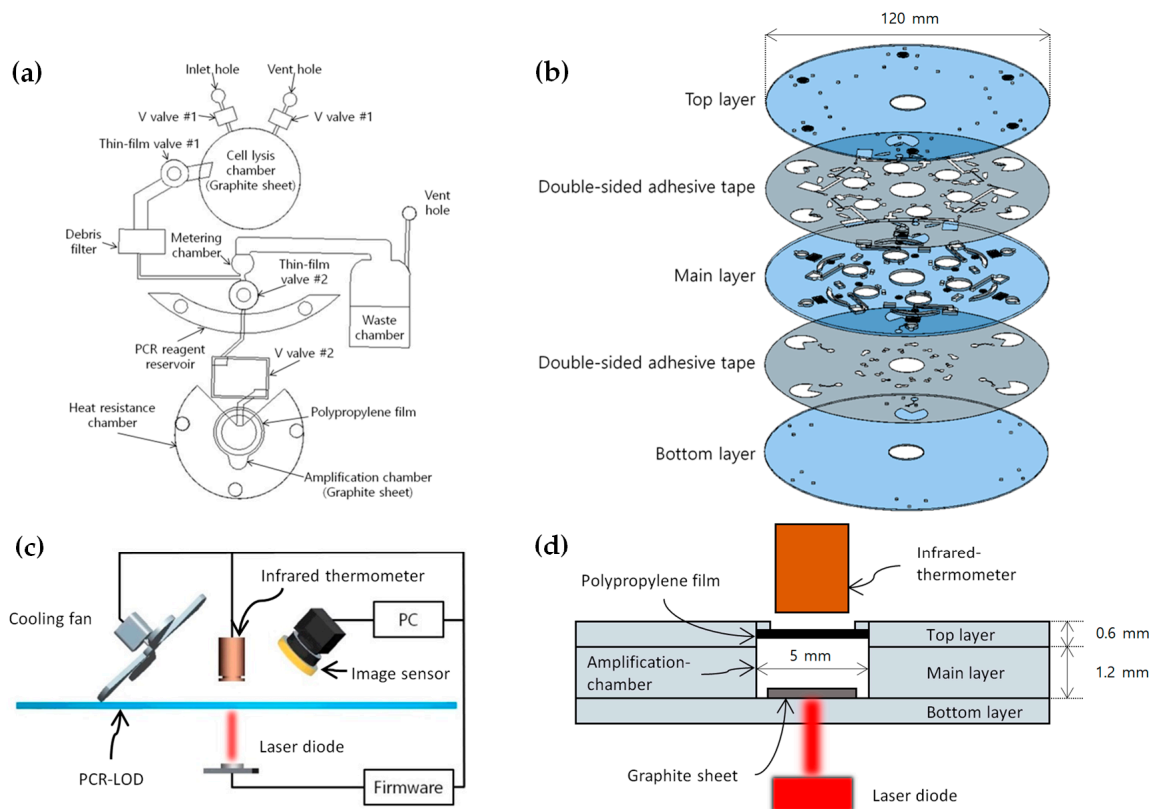 (a)
Inlet hole
Vent hole
V valve #1
V valve #1
Thin-film valve #1
Cell lysis
chamber
(Graphite sheet)
Vent
hole
Debris
filter
Metering
chamber
Thin-film
valve #2
Waste
chamber
PCR reagent
reservoir
V valve #2
Heat resistance
chamber
Polypropylene film
Amplification chamber
(Graphite sheet)
(b)
120 mm
Top layer
Double-sided adhesive tape
Main layer
Double-sided adhesive tape
Bottom layer
(c)
Infrared thermometer
Cooling fan
PC
Image sensor
Laser diode
PCR-LOD
Firmware
(d)
Infrared-
thermometer
Polypropylene film
Top layer
0.6 mm
5 mm
Amplification-
chamber
Main layer
1.2 mm
Bottom layer
Graphite sheet
Laser diode